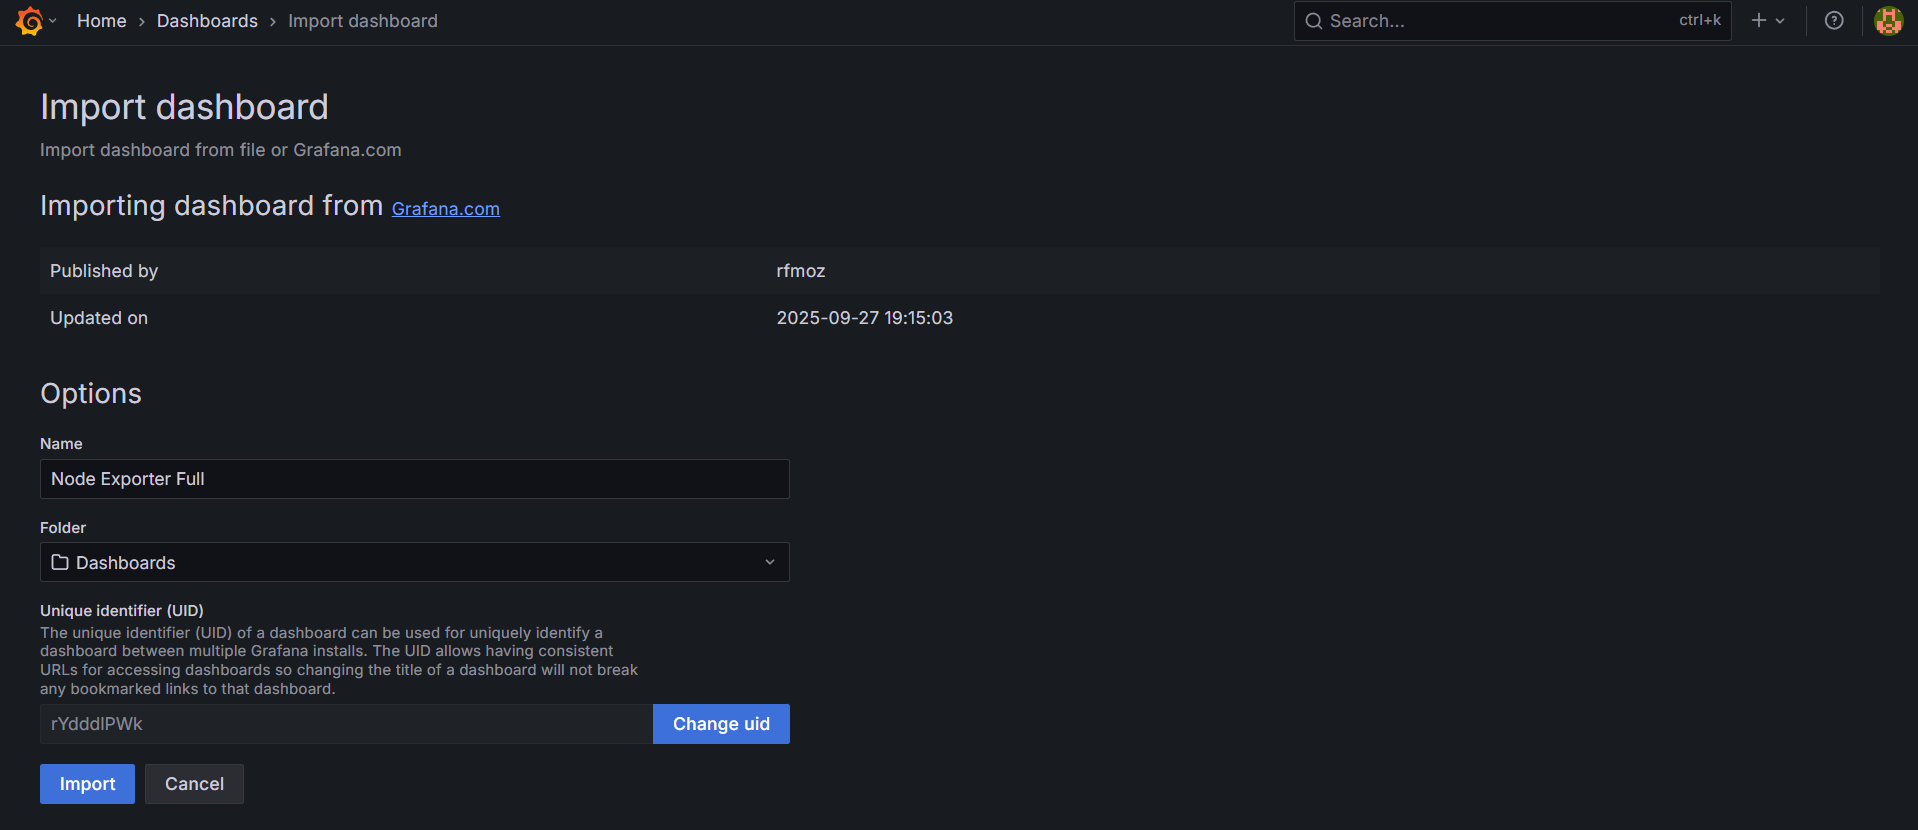 Home › Dashboards › Import dashboard
Search...
ctrl+k
Import dashboard
Import dashboard from file or Grafana.com
Importing dashboard from Grafana.com
Published by rfmoz
Updated on 2025-09-27 19:15:03
Options
Name
Node Exporter Full
Folder
Dashboards
Unique identifier (UID)
The unique identifier (UID) of a dashboard can be used for uniquely identify a
dashboard between multiple Grafana installs. The UID allows having consistent
URLs for accessing dashboards so changing the title of a dashboard will not break
any bookmarked links to that dashboard.
rYdddlPWk
Change uid
Import
Cancel